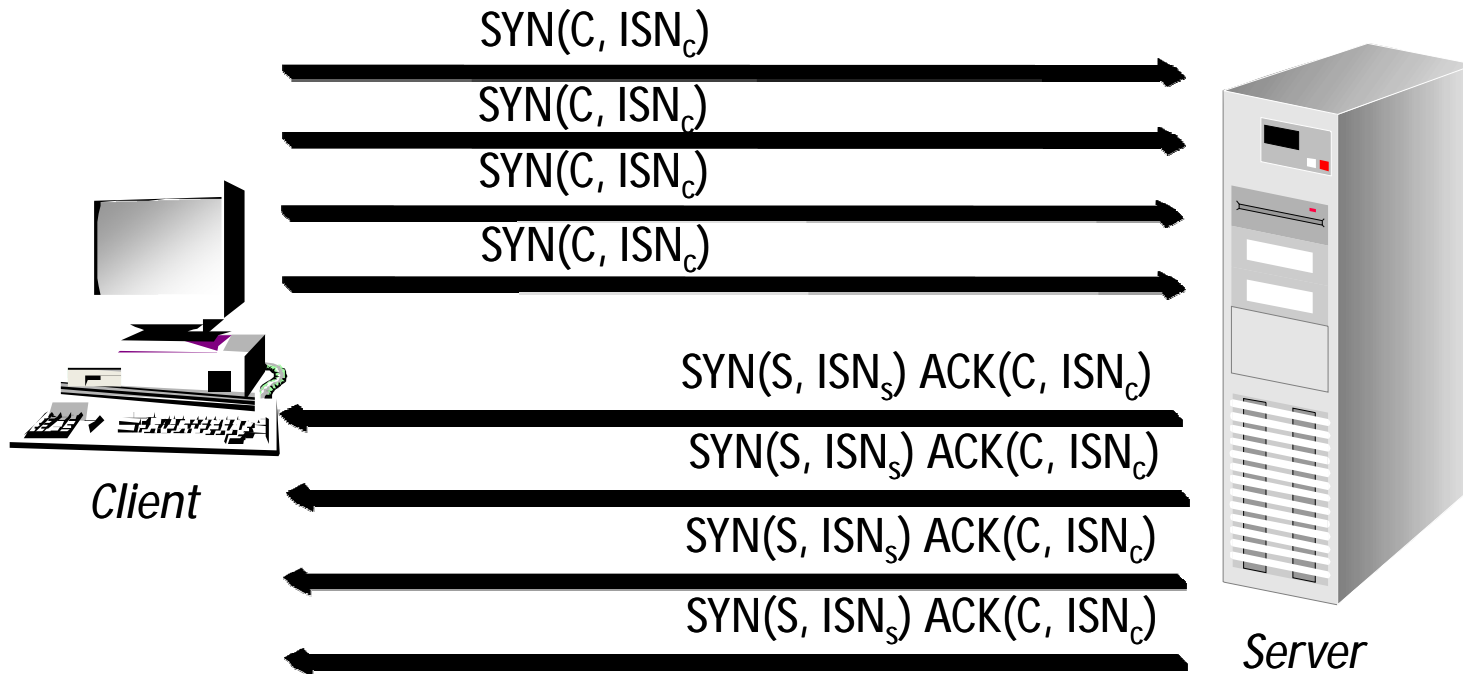 SYN(C, ISNc)
SYN(C, ISNc)
SYN(C, ISNc)
SYN(C, ISNc)
SYN(S, ISNs) ACK(C, ISNc)
SYN(S, ISNs) ACK(C, ISNc)
SYN(S, ISNs) ACK(C, ISNc)
SYN(S, ISNs) ACK(C, ISNc)
Client
Server